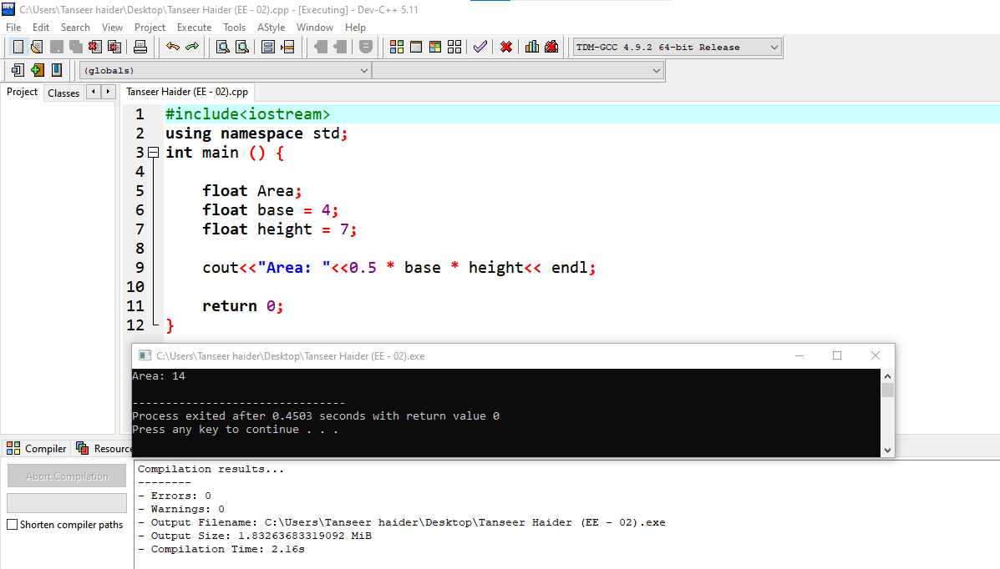 C:\Users\Tanseer haider\Desktop\Tanseer Haider (EE - 02).cpp - [Executing] - Dev-C++ 5.11
File Edit Search View Project Execute Tools AStyle Window Help
TDM-GCC 4.9.2 64-bit Release
(globals)
Project Classes Tanseer Haider (EE - 02).cpp
1 #include<iostream>
2 using namespace std;
3 int main () {
4
5 float Area;
6 float base = 4;
7 float height = 7;
8
9 cout<<"Area: "<<0.5 * base * height<< endl;
10
11 return 0;
12 }
C:\Users\Tanseer haider\Desktop\Tanseer Haider (EE - 02).exe
Area: 14
--------------------------------
Process exited after 0.4503 seconds with return value 0
Press any key to continue . . .
Compiler Resource
Abort Compilation
Shorten compiler paths
Compilation results...
--------
- Errors: 0
- Warnings: 0
- Output Filename: C:\Users\Tanseer haider\Desktop\Tanseer Haider (EE - 02).exe
- Output Size: 1.83263683319092 MiB
- Compilation Time: 2.16s